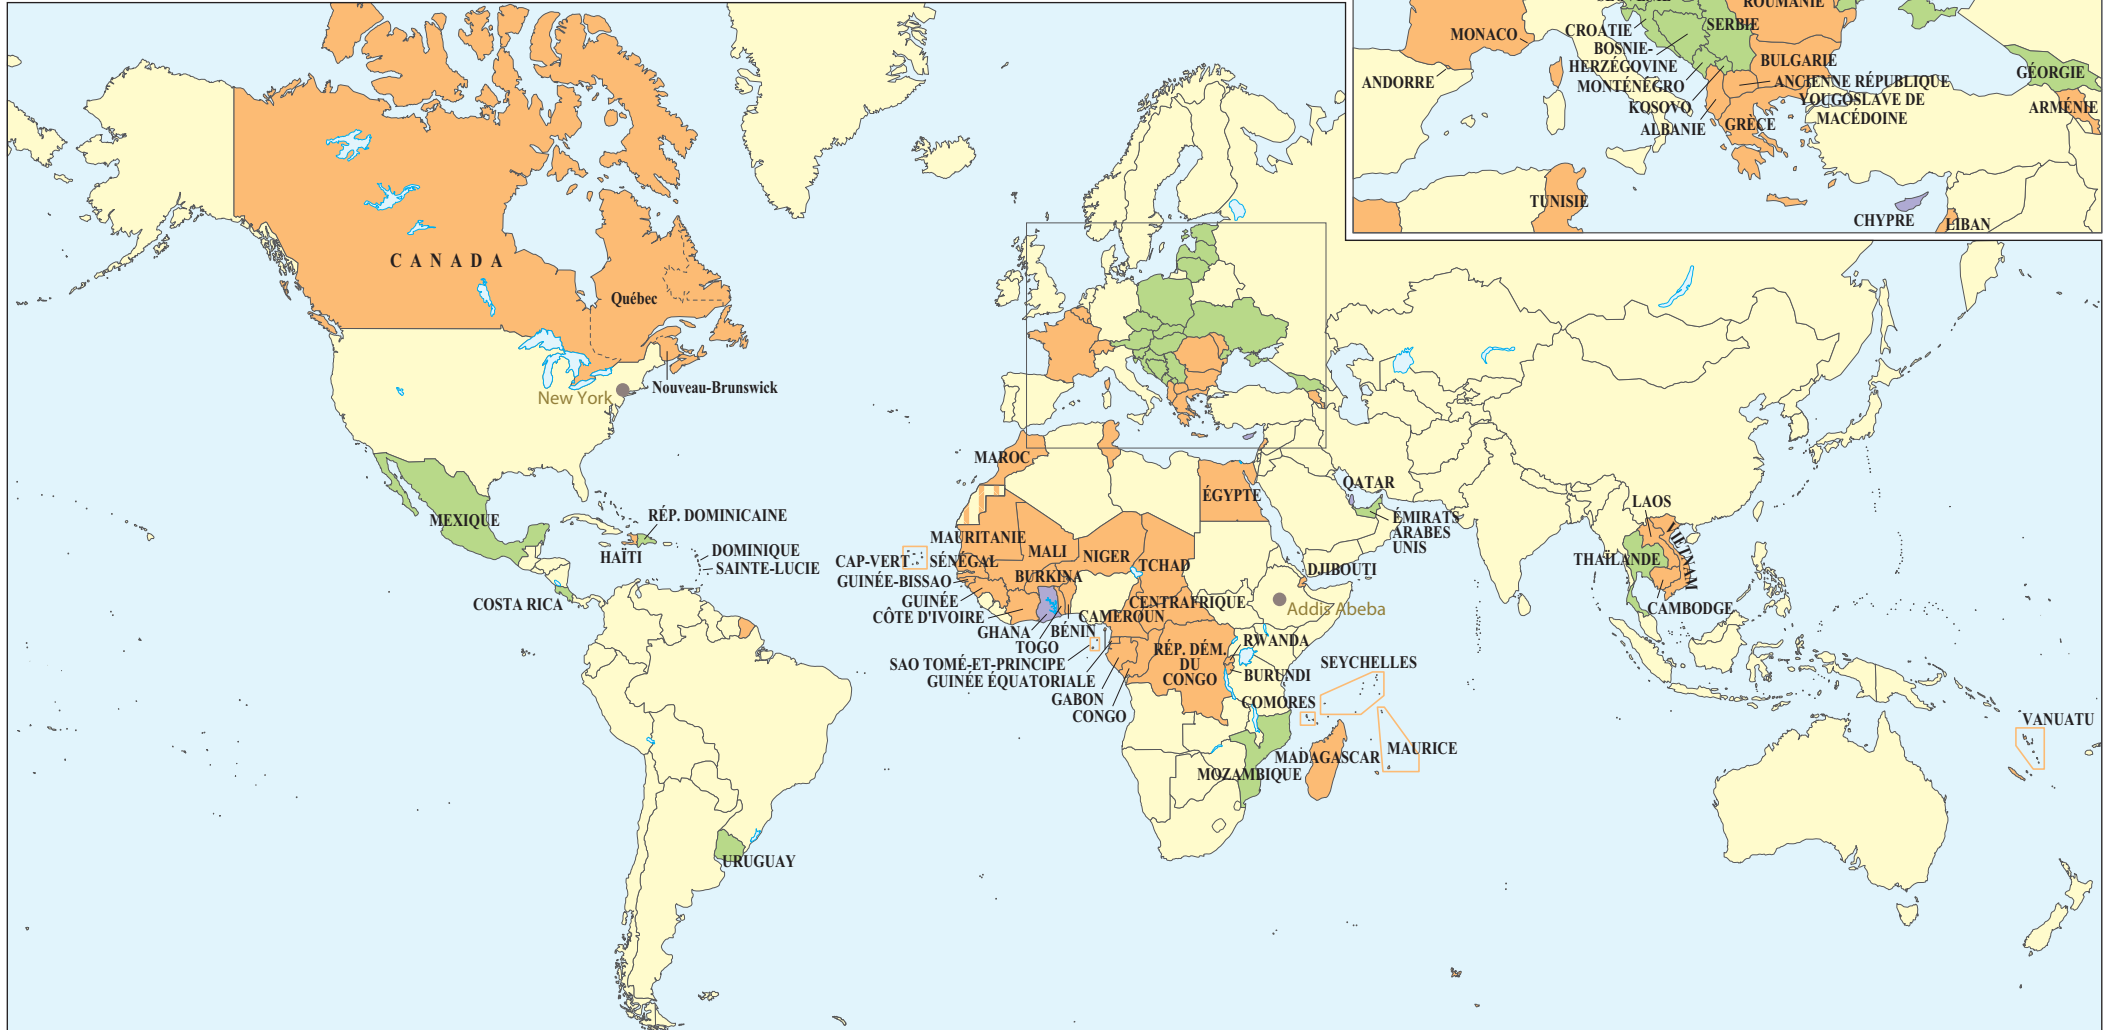 ROUMANIE
SERBIE
CROATIE
MONACO
BOSNIE-
HERZÉGOVINE
BULGARIE
GÉORGIE
ANDORRE
MONTÉNÉGRO
ANCIENNE RÉPUBLIQUE
YOUGOSLAVE DE
MACÉDOINE
KOSOVO
ARMÉNIE
ALBANIE
GRÈCE
TUNISIE
CHYPRE
LIBAN
CANADA
Québec
Nouveau-Brunswick
New York
MAROC
MEXIQUE
RÉP. DOMINICAINE
HAÏTI
DOMINIQUE
SAINTE-LUCIE
COSTA RICA
URUGUAY
ÉGYPTE
QATAR
ÉMIRATS
ARABES
UNIS
LAOS
VIETNAM
THAÏLANDE
CAMBODGE
MAURITANIE
MALI
NIGER
TCHAD
CAP-VERT
SÉNÉGAL
GUINÉE-BISSAO
BURKINA
DJIBOUTI
GUINÉE
CENTRAFRIQUE
Addis Abeba
CÔTE D'IVOIRE
CAMEROUN
GHANA
BÉNIN
TOGO
RWANDA
SAO TOMÉ-ET-PRINCIPE
RÉP. DÉM.
DU
CONGO
SEYCHELLES
GUINÉE ÉQUATORIALE
BURUNDI
GABON
COMORES
CONGO
VANUATU
MAURICE
MADAGASCAR
MOZAMBIQUE